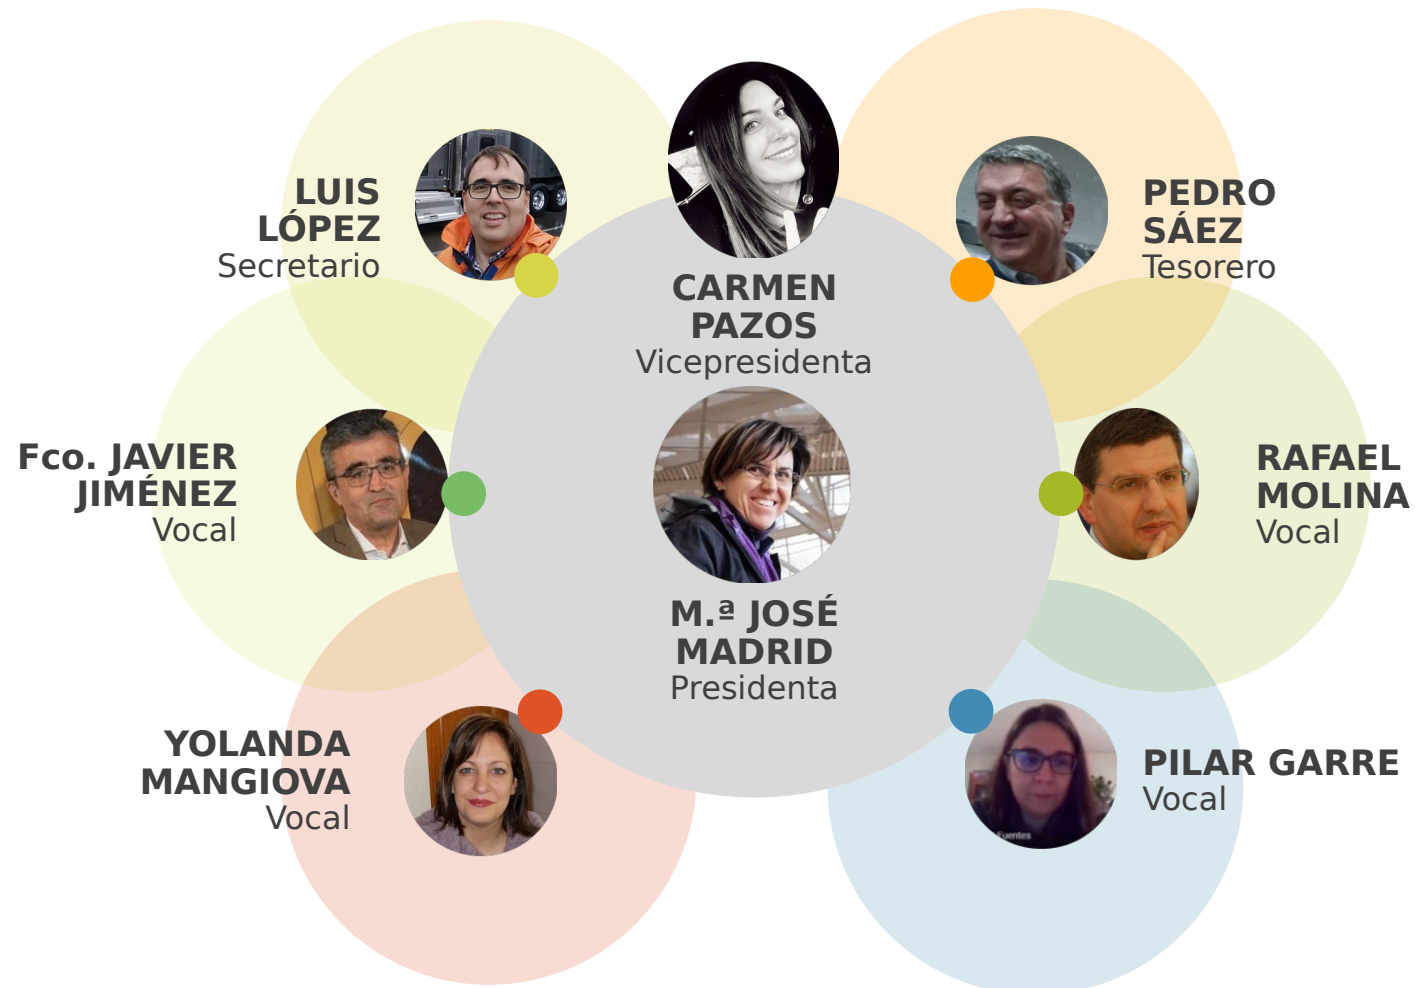 CARMEN
PAZOS
Vicepresidenta
LUIS
LÓPEZ
Secretario
PEDRO
SÁEZ
Tesorero
Fco. JAVIER
JIMÉNEZ
Vocal
RAFAEL
MOLINA
Vocal
M.ª JOSÉ
MADRID
Presidenta
YOLANDA
MANGIOVA
Vocal
PILAR GARRE
Vocal
Fuentes